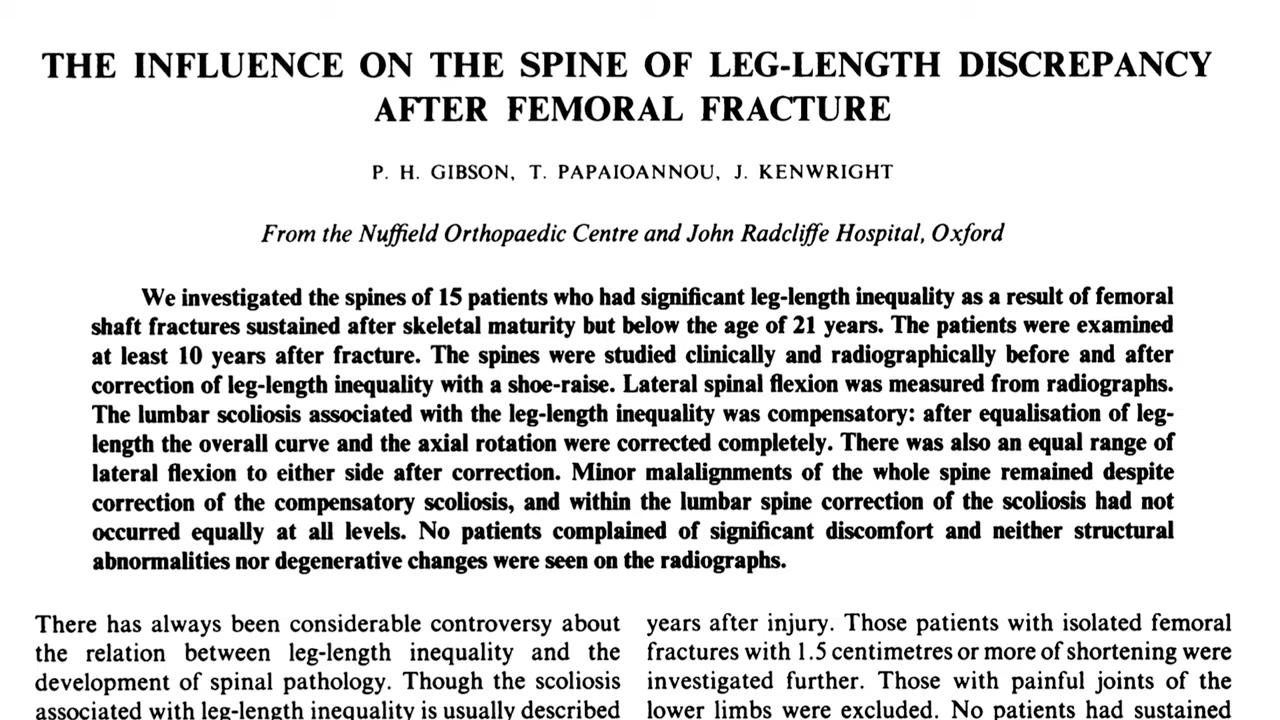 THE INFLUENCE ON THE SPINE OF LEG-LENGTH DISCREPANCY
AFTER FEMORAL FRACTURE
P. H. GIBSON, T. PAPAIOANNOU, J. KENWRIGHT
From the Nuffield Orthopaedic Centre and John Radcliffe Hospital, Oxford
We investigated the spines of 15 patients who had significant leg-length inequality as a result of femoral
shaft fractures sustained after skeletal maturity but below the age of 21 years. The patients were examined
at least 10 years after fracture. The spines were studied clinically and radiographically before and after
correction of leg-length inequality with a shoe-raise. Lateral spinal flexion was measured from radiographs.
The lumbar scoliosis associated with the leg-length inequality was compensatory: after equalisation of leg-
length the overall curve and the axial rotation were corrected completely. There was also an equal range of
lateral flexion to either side after correction. Minor malalignments of the whole spine remained despite
correction of the compensatory scoliosis, and within the lumbar spine correction of the scoliosis had not
occurred equally at all levels. No patients complained of significant discomfort and neither structural
abnormalities nor degenerative changes were seen on the radiographs.
There has always been considerable controversy about
the relation between leg-length inequality and the
development of spinal pathology. Though the scoliosis
associated with leg-length inequality is usually described
years after injury. Those patients with isolated femoral
fractures with 1.5 centimetres or more of shortening were
investigated further. Those with painful joints of the
lower limbs were excluded. No patients had sustained